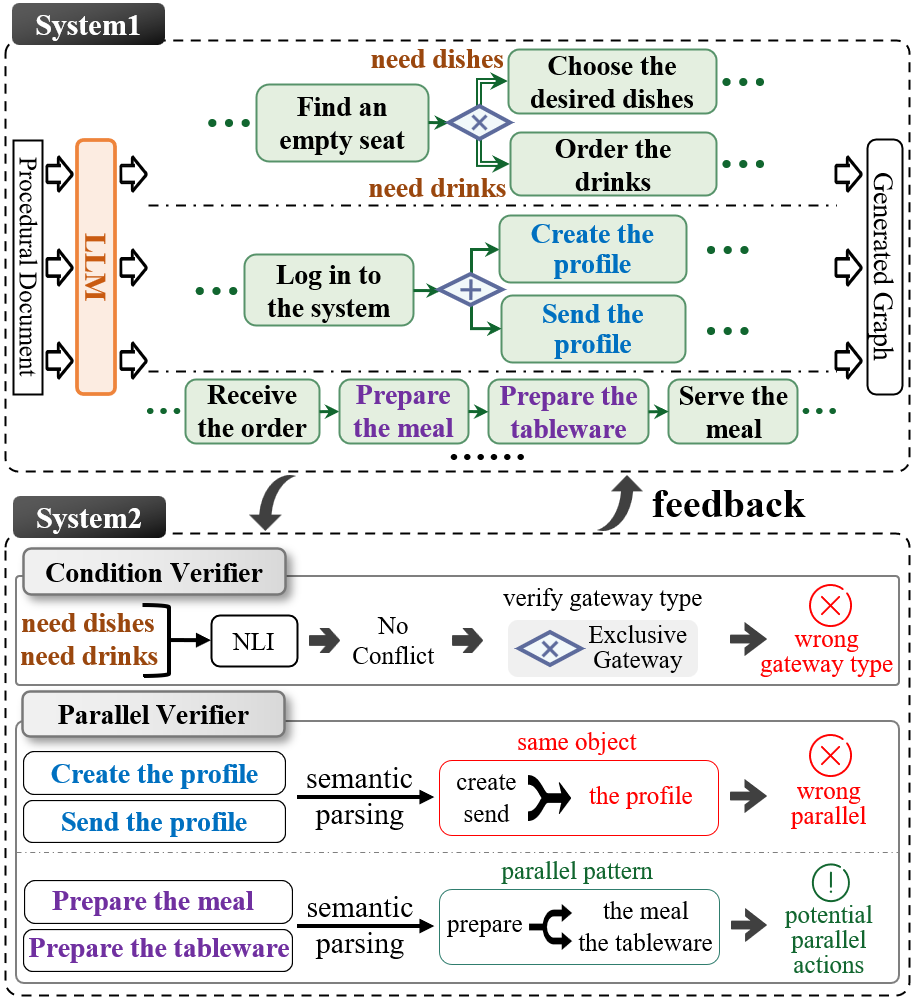 System1
need dishes
Choose the
desired dishes
Find an
empty seat
need drinks
Order the
drinks
Procedural Document
LLM
Generated Graph
Log in to
the system
Create the
profile
Send the
profile
Receive
the order
Prepare
the meal
Prepare the
tableware
Serve the
meal
feedback
System2
Condition Verifier
need dishes
need drinks
NLI
No
Conflict
verify gateway type
Exclusive
Gateway
wrong
gateway type
Parallel Verifier
Create the profile
Send the profile
semantic
parsing
same object
create
send
the profile
wrong
parallel
Prepare the meal
Prepare the tableware
semantic
parsing
parallel pattern
prepare
the meal
the tableware
potential
parallel
actions